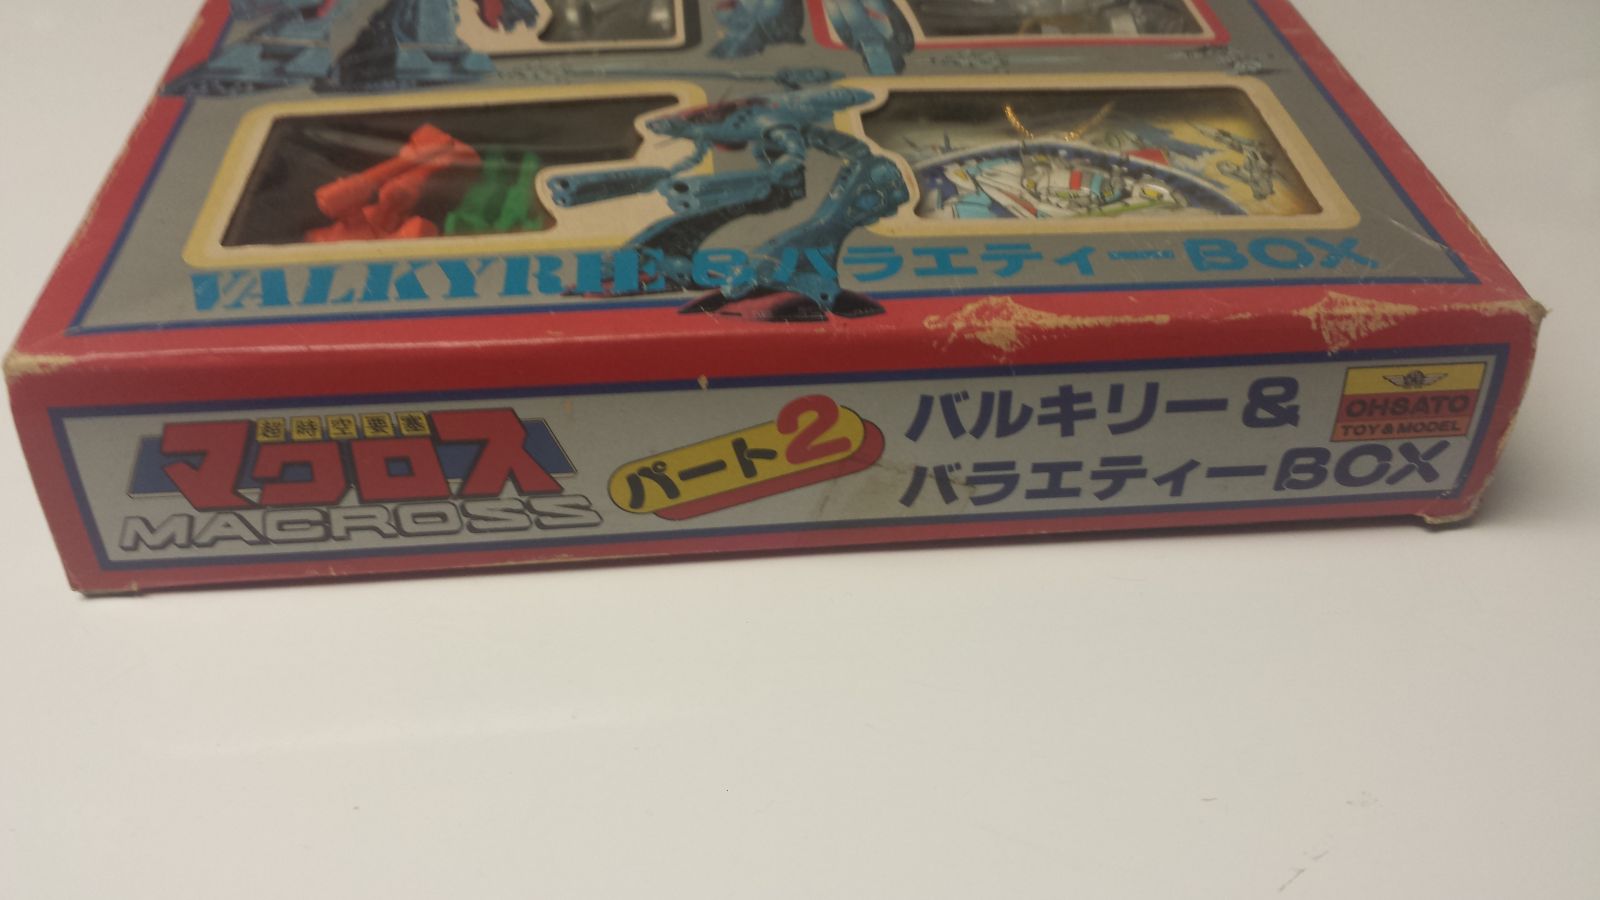 VALKYRIE & バラエティーBOX
超時空要塞
マクロス
MACROSS
パート2
バルキリー&
バラエティーBOX
OHSATO
TOY & MODEL